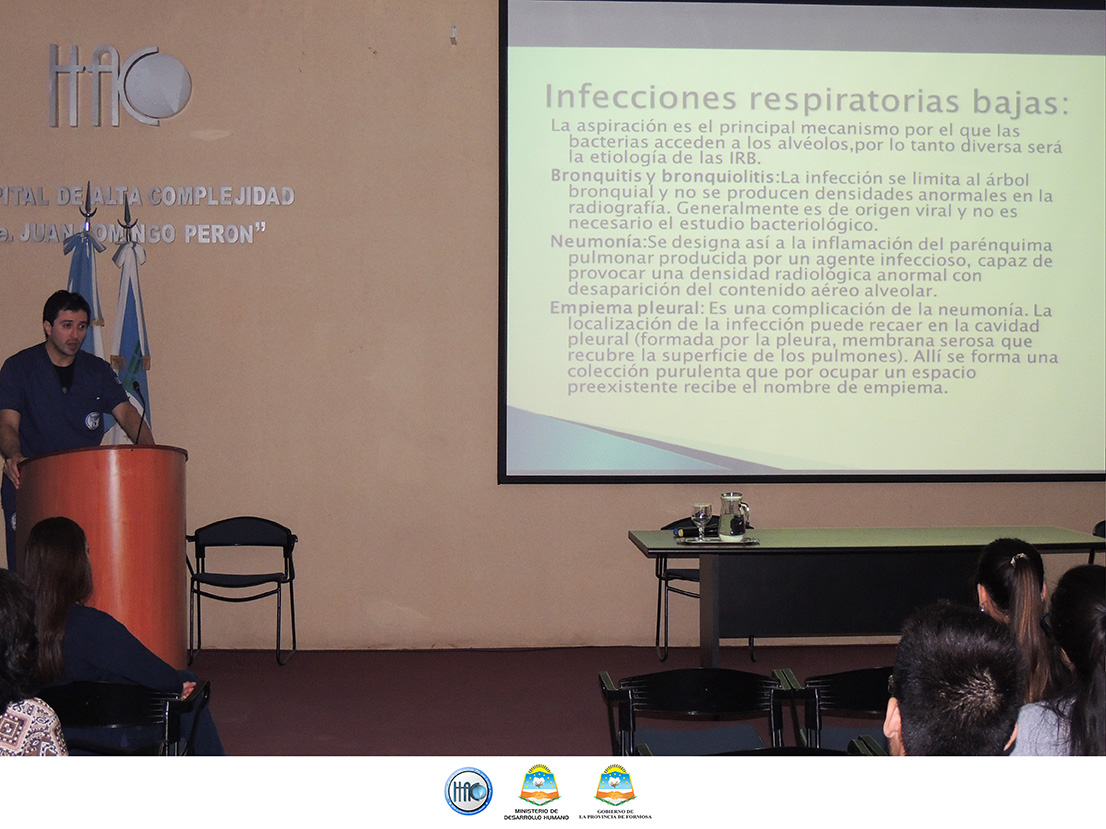 HAC
PITAL DE ALTA COMPLEJIDAD
e. JUAN DOMINGO PERON”
Infecciones respiratorias bajas:
La aspiración es el principal mecanismo por el que las
bacterias acceden a los alvéolos,por lo tanto diversa será
la etiología de las IRB.
Bronquitis y bronquiolitis:La infección se limita al árbol
bronquial y no se producen densidades anormales en la
radiografía. Generalmente es de origen viral y no es
necesario el estudio bacteriológico.
Neumonía:Se designa así a la inflamación del parénquima
pulmonar producida por un agente infeccioso, capaz de
provocar una densidad radiológica anormal con
desaparición del contenido aéreo alveolar.
Empiema pleural: Es una complicación de la neumonía. La
localización de la infección puede recaer en la cavidad
pleural (formada por la pleura, membrana serosa que
recubre la superficie de los pulmones). Allí se forma una
colección purulenta que por ocupar un espacio
preexistente recibe el nombre de empiema.
HAC
MINISTERIO DE
DESARROLLO HUMANO
GOBIERNO DE
LA PROVINCIA DE FORMOSA